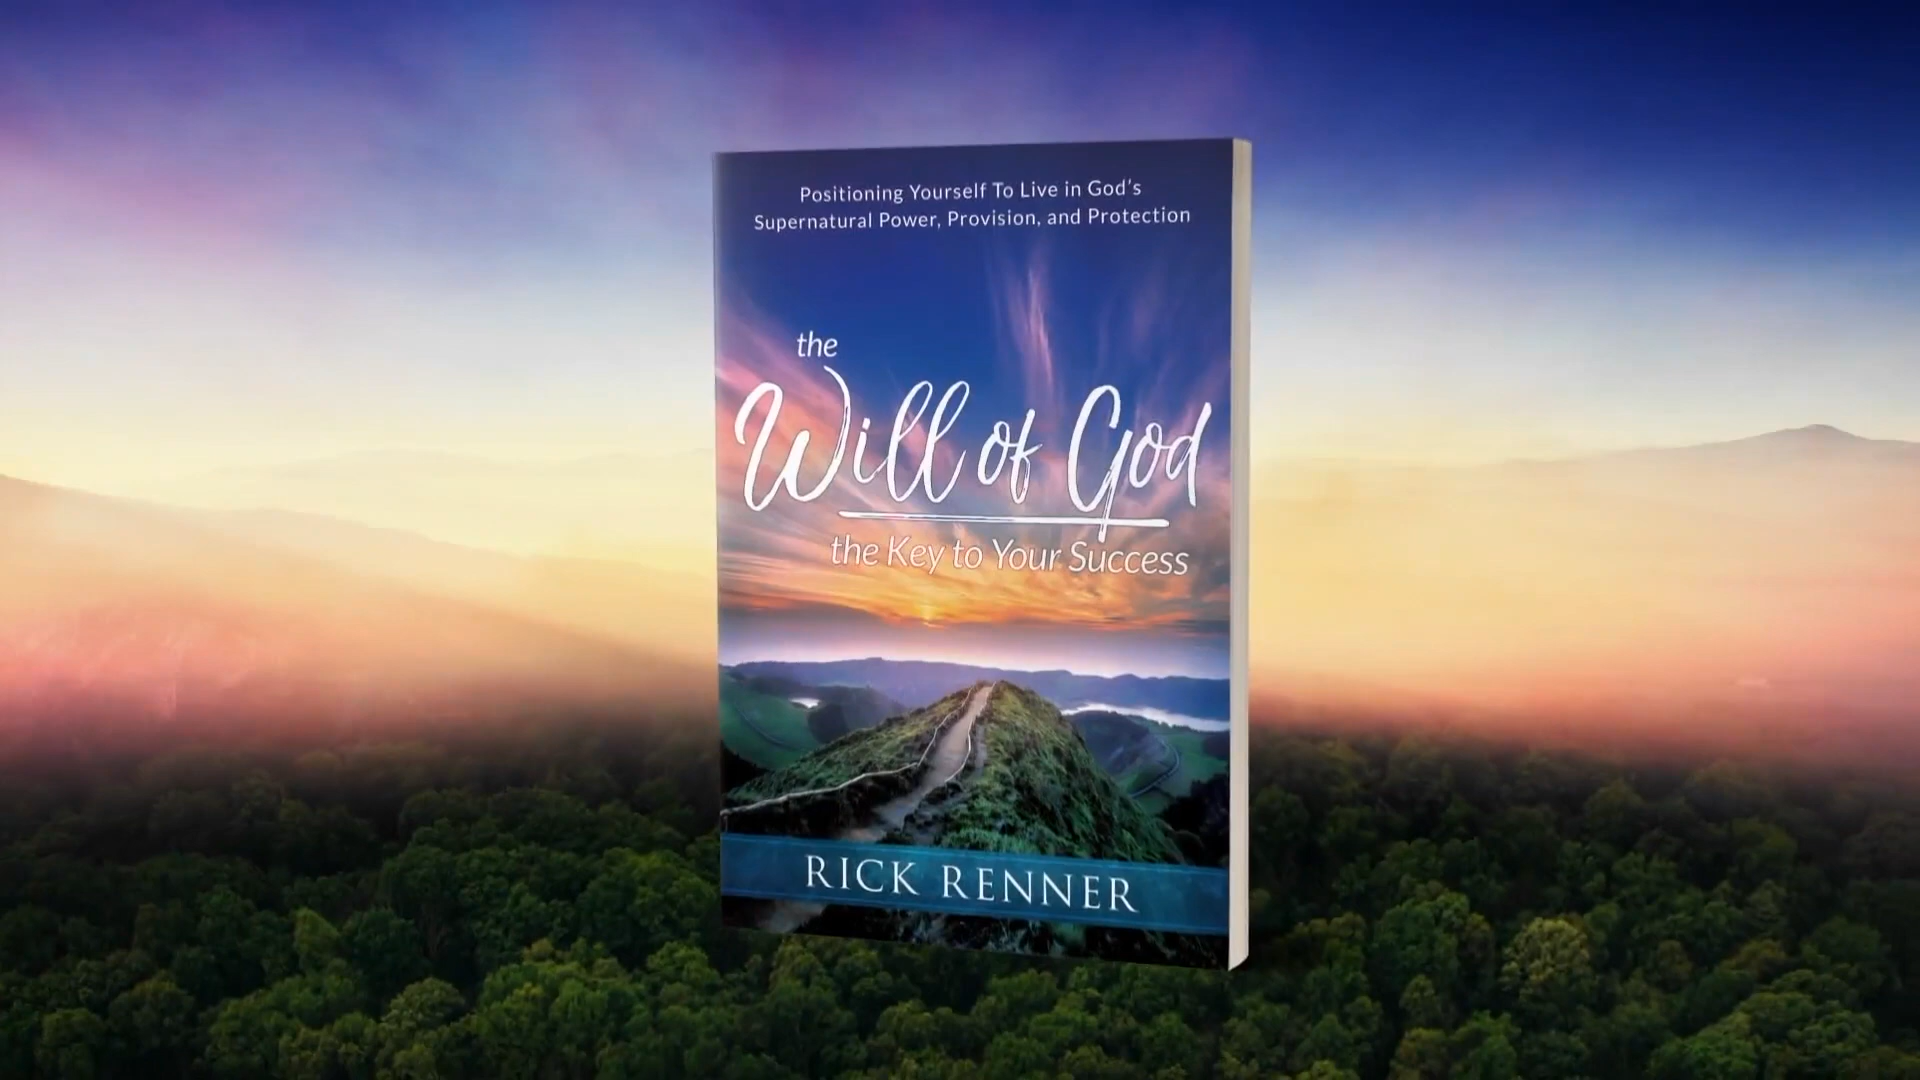 Positioning Yourself To Live in God's
Supernatural Power, Provision, and Protection
the
Will of God
the Key to Your Success
RICK RENNER